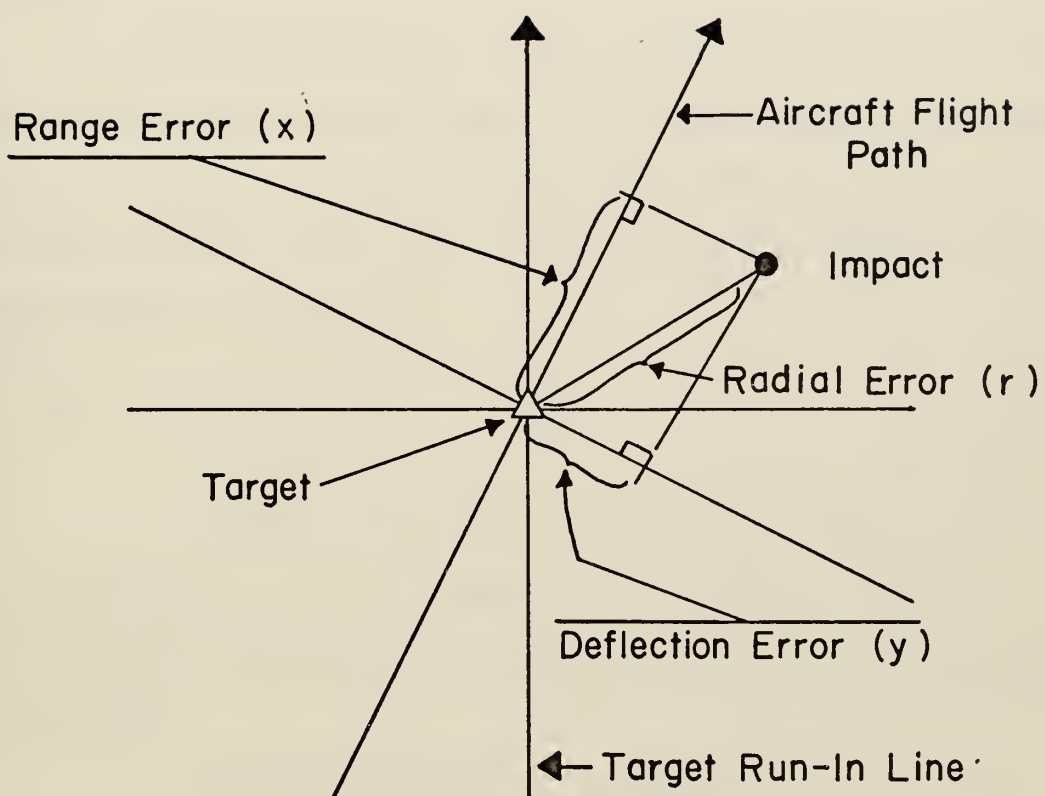 Range Error (x)
Aircraft Flight
Path
Impact
Radial Error (r)
Target
Deflection Error (y)
Target Run-In Line